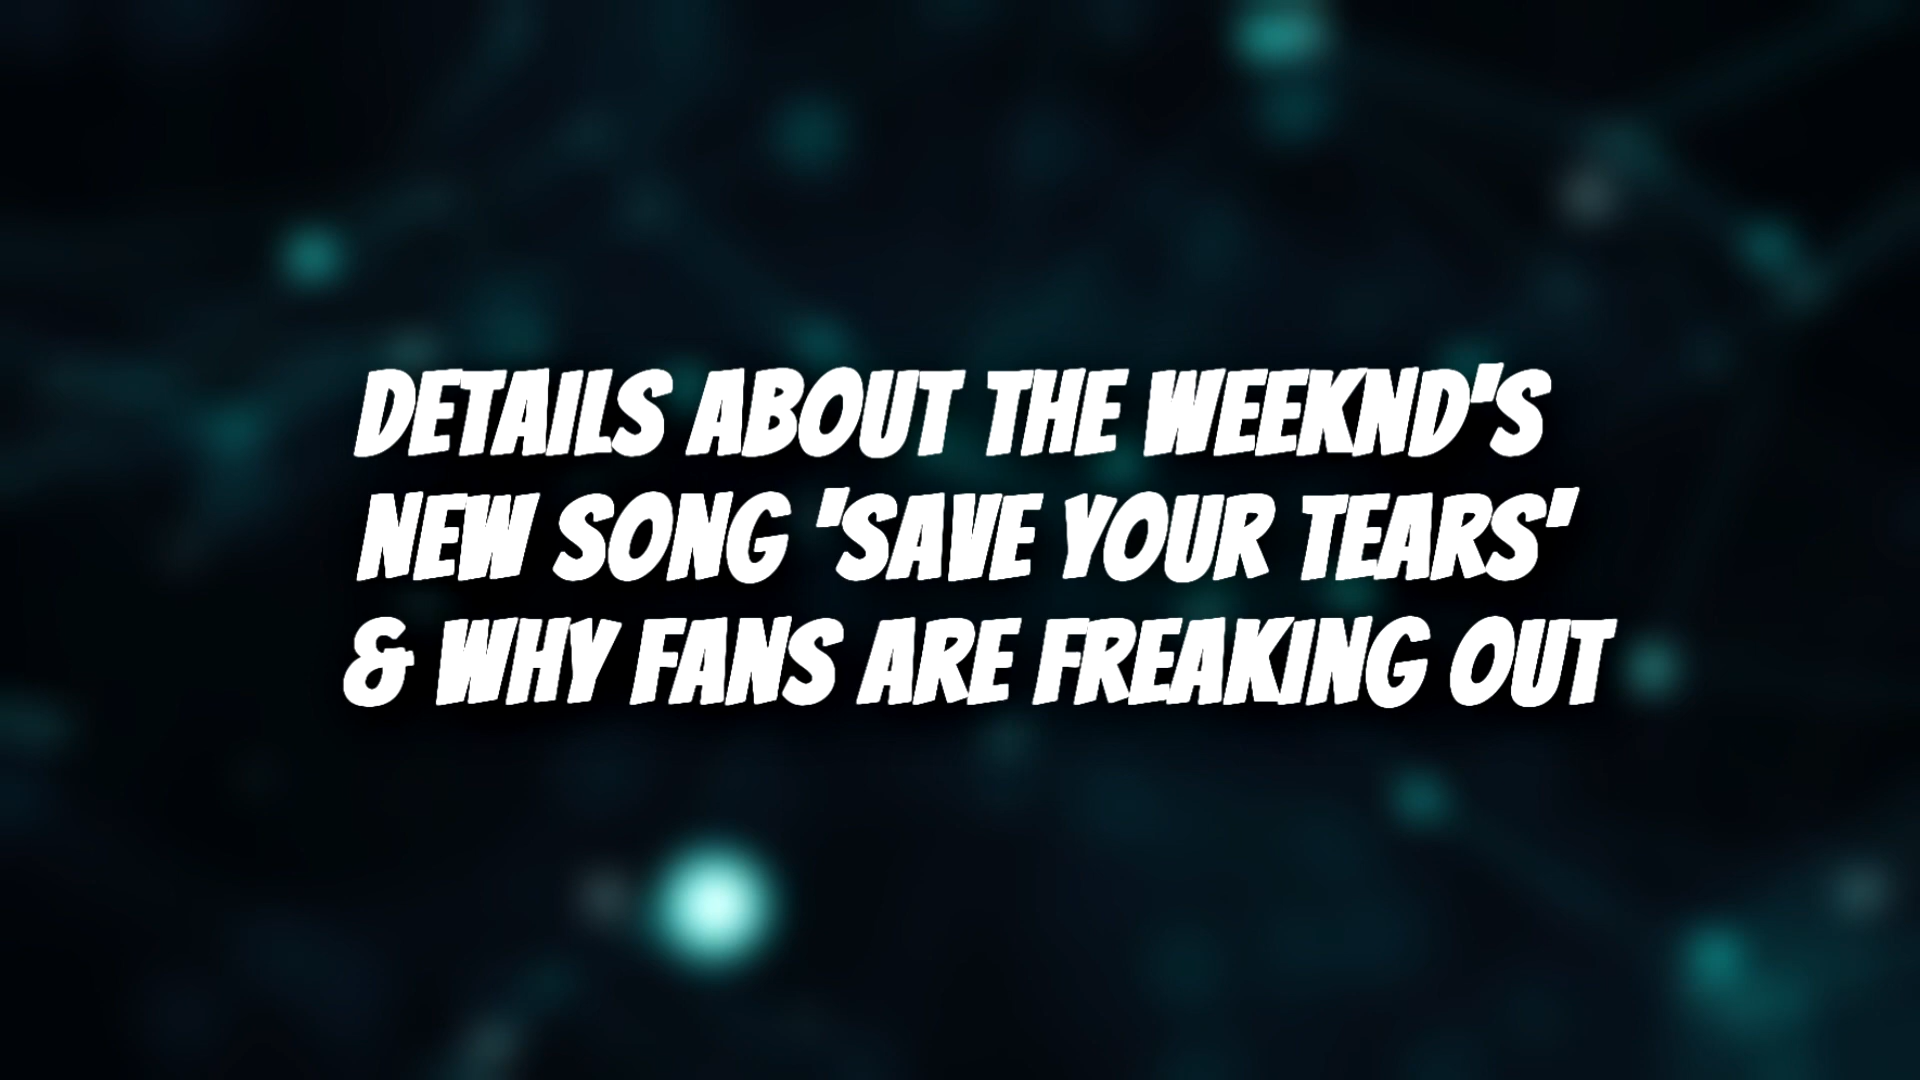 DETAILS ABOUT THE WEEKND'S
NEW SONG 'SAVE YOUR TEARS'
& WHY FANS ARE FREAKING OUT